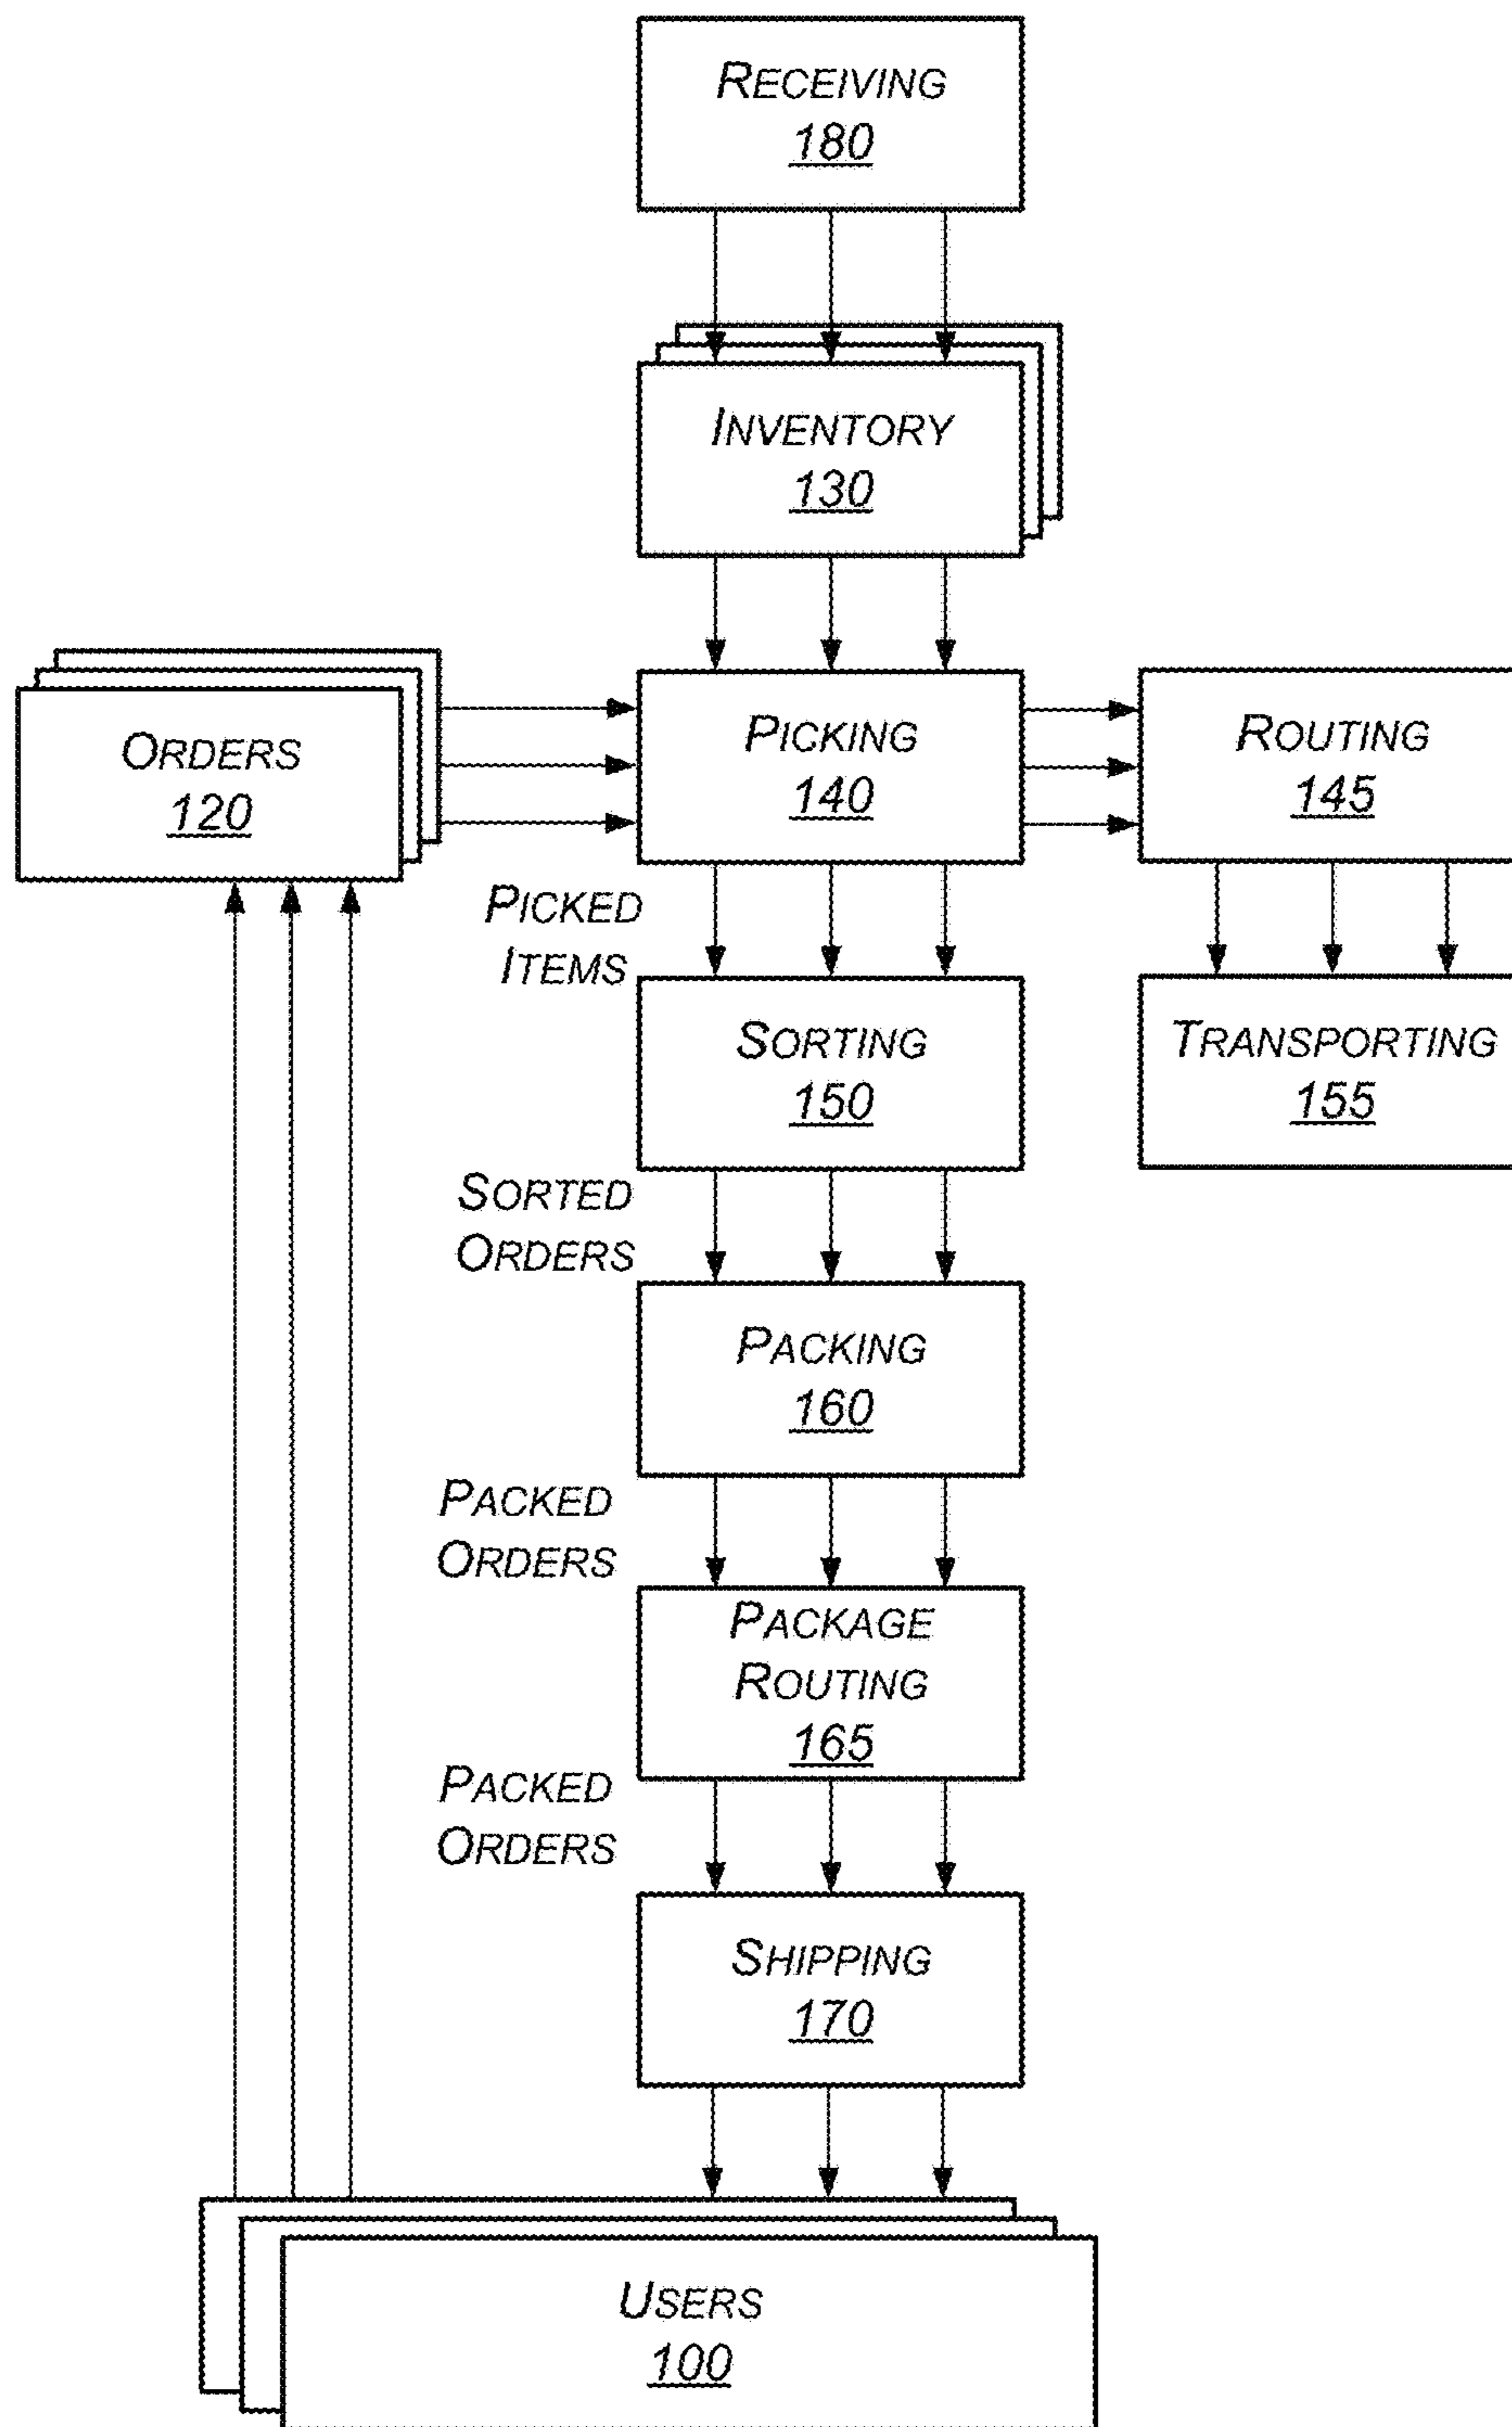 RECEIVING
180
INVENTORY
130
ORDERS
120
PICKING
140
ROUTING
145
PICKED
ITEMS
SORTING
150
TRANSPORTING
155
SORTED
ORDERS
PACKING
160
PACKED
ORDERS
PACKAGE
ROUTING
165
PACKED
ORDERS
SHIPPING
170
USERS
100